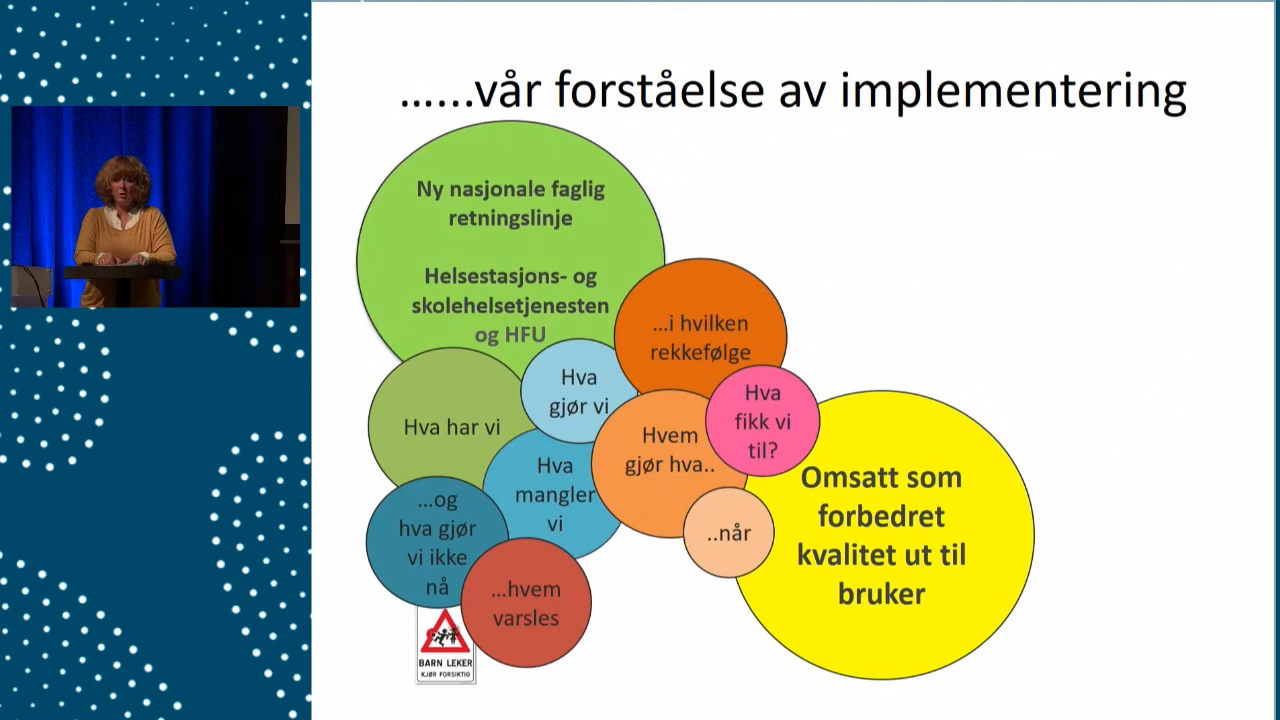 ......vår forståelse av implementering
Ny nasjonale faglig
retningslinje
Helsestasjons- og
skolehelsetjenesten
og HFU
...i hvilken
rekkefølge
Hva
gjør vi
Hva
fikk vi
til?
Hva har vi
Hvem
gjør hva..
Hva
mangler
vi
...og
hva gjør
vi ikke
nå
..når
...hvem
varsles
Omsatt som
forbedret
kvalitet ut til
bruker
BARN LEKER
KJØR FORSIKTIG